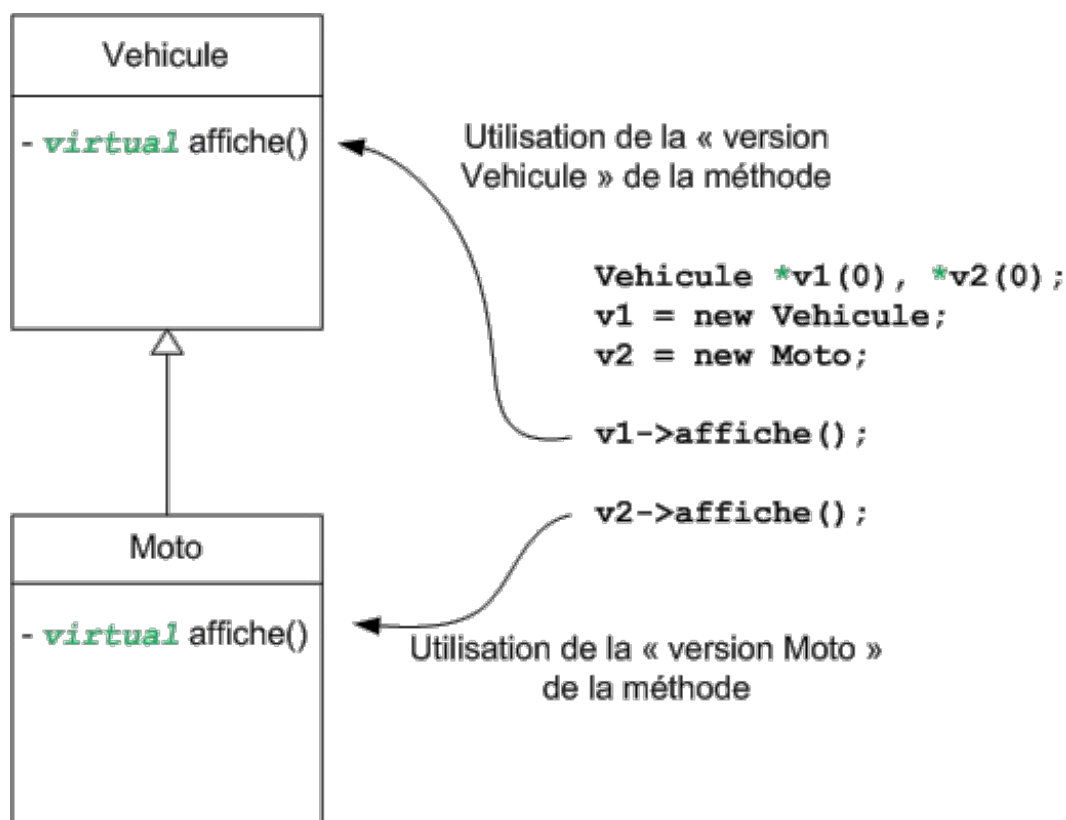 Vehicule
- virtual affiche()
Utilisation de la « version
Vehicule » de la méthode
Vehicule *v1(0), *v2(0);
v1 = new Vehicule;
v2 = new Moto;
v1->affiche();
v2->affiche();
Moto
- virtual affiche()
Utilisation de la « version Moto »
de la méthode